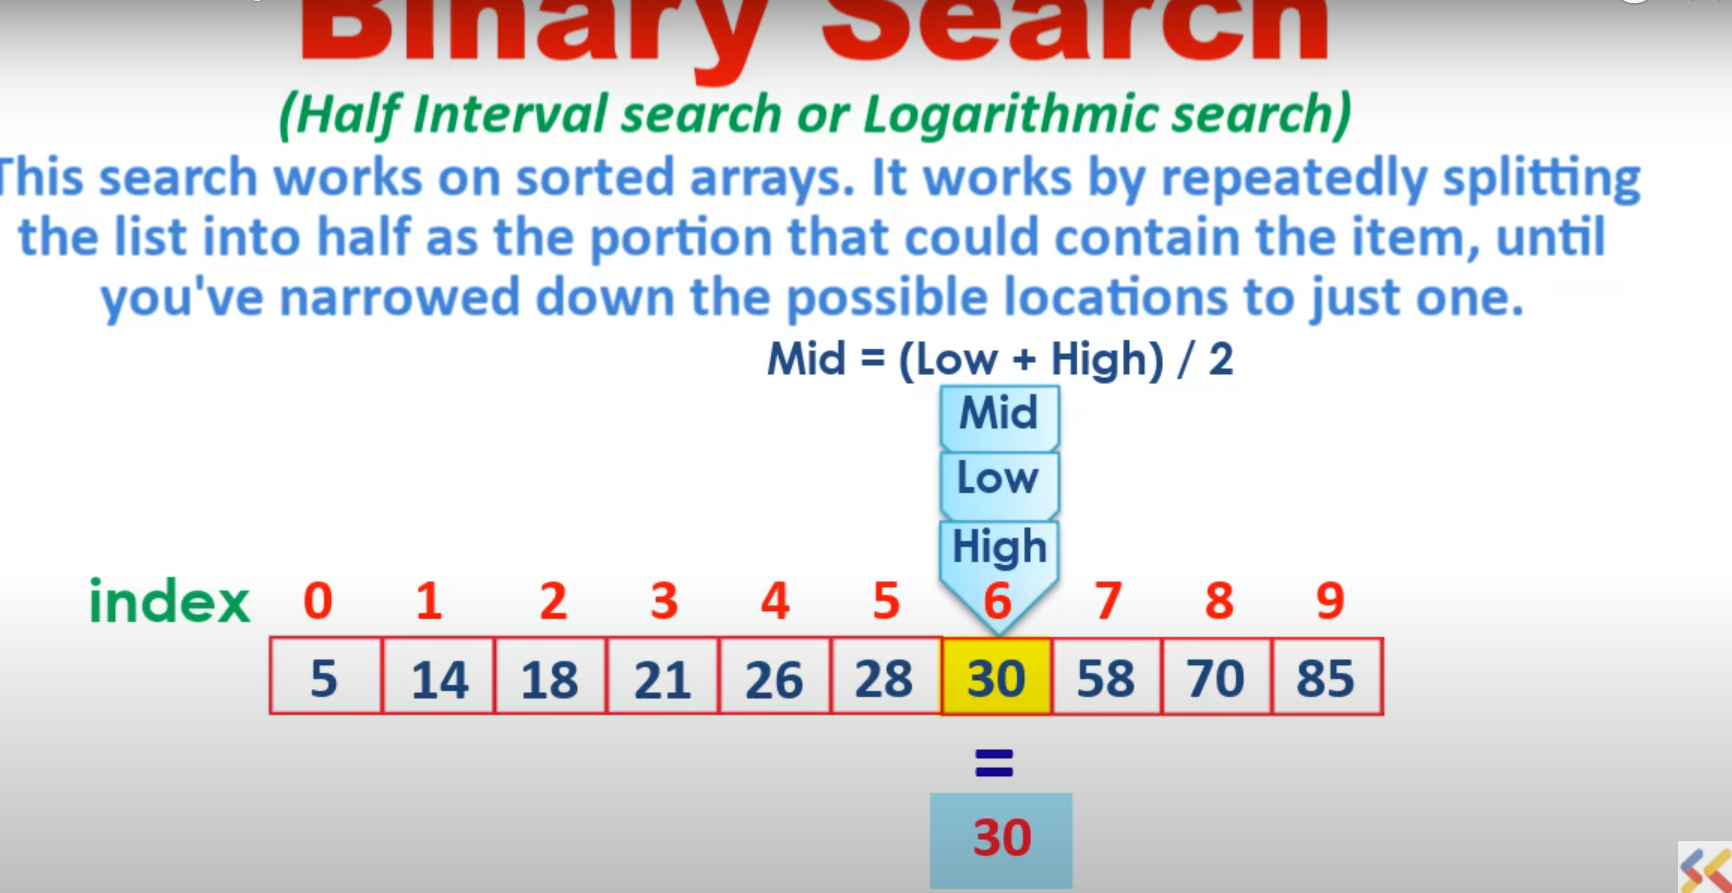 Binary Search
(Half Interval search or Logarithmic search)
This search works on sorted arrays. It works by repeatedly splitting
the list into half as the portion that could contain the item, until
you've narrowed down the possible locations to just one.
Mid = (Low + High) / 2
Mid
Low
High
index 0 1 2 3 4 5 6 7 8 9
5 14 18 21 26 28 30 58 70 85
=
30